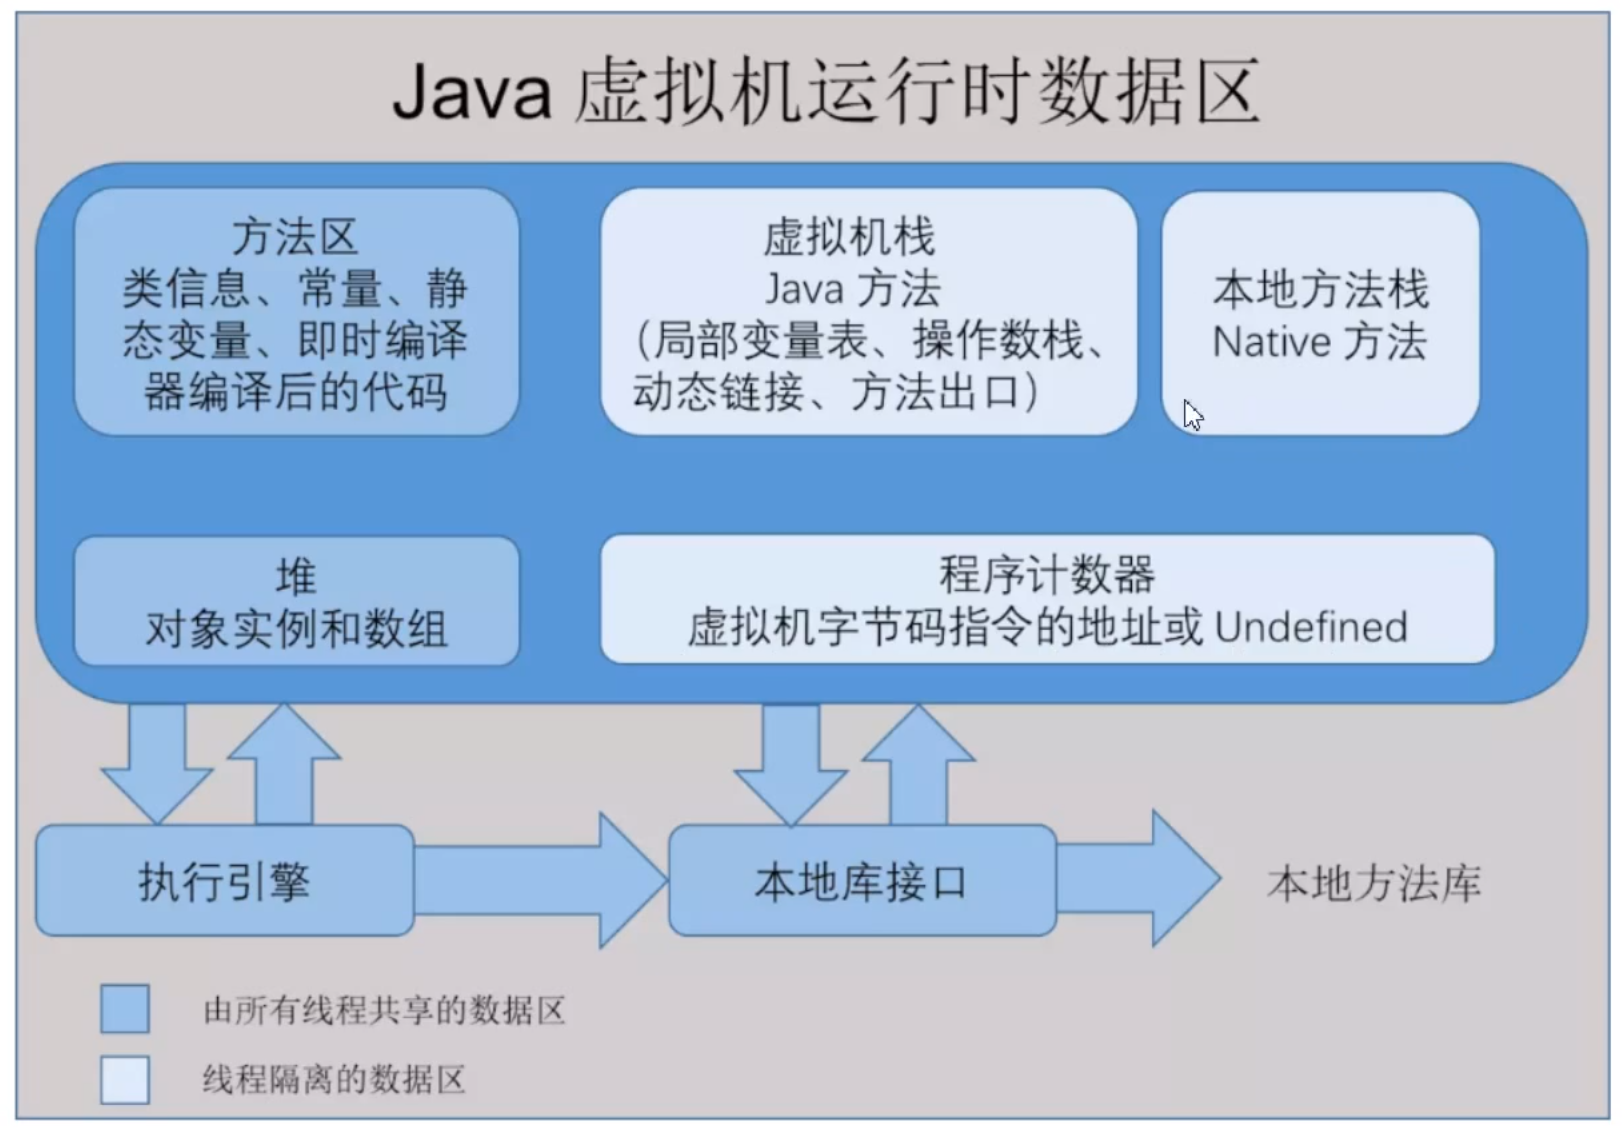 Java 虚拟机运行时数据区
方法区
类信息、常量、静
态变量、即时编译
器编译后的代码
虚拟机栈
Java 方法
（局部变量表、操作数栈、
动态链接、方法出口）
本地方法栈
Native 方法
堆
对象实例和数组
程序计数器
虚拟机字节码指令的地址或 Undefined
执行引擎
本地库接口
本地方法库
由所有线程共享的数据区
线程隔离的数据区